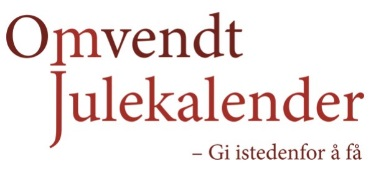 Omvendt
Julekalender
– Gi istedenfor å få